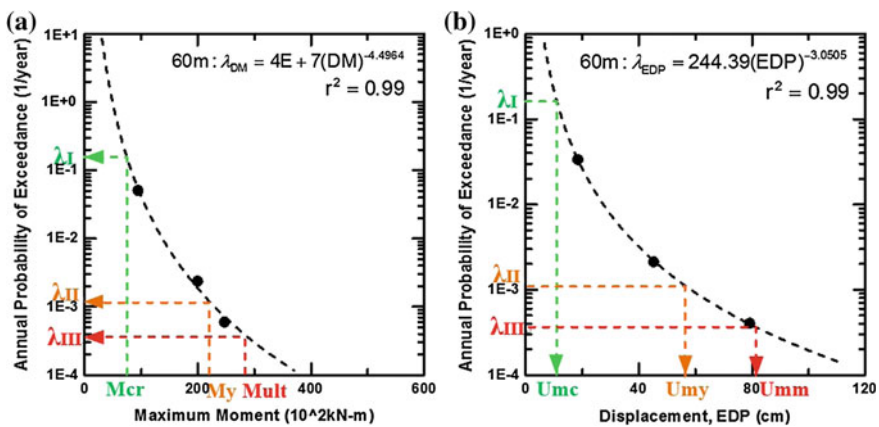 (a)
60m : λDM = 4E + 7(DM)^-4.4964
r² = 0.99
Annual Probability of Exceedance (1/year)
1E+1
1E+0
1E-1
1E-2
1E-3
1E-4
λI
λII
λIII
0
200
400
600
Mcr
My
Mult
Maximum Moment (10^2kN-m)
(b)
60m : λEDP = 244.39(EDP)^-3.0505
r² = 0.99
Annual Probability of Exceedance (1/year)
1E+0
1E-1
1E-2
1E-3
1E-4
λI
λII
λIII
0
40
80
120
Umc
Umy
Umm
Displacement, EDP (cm)